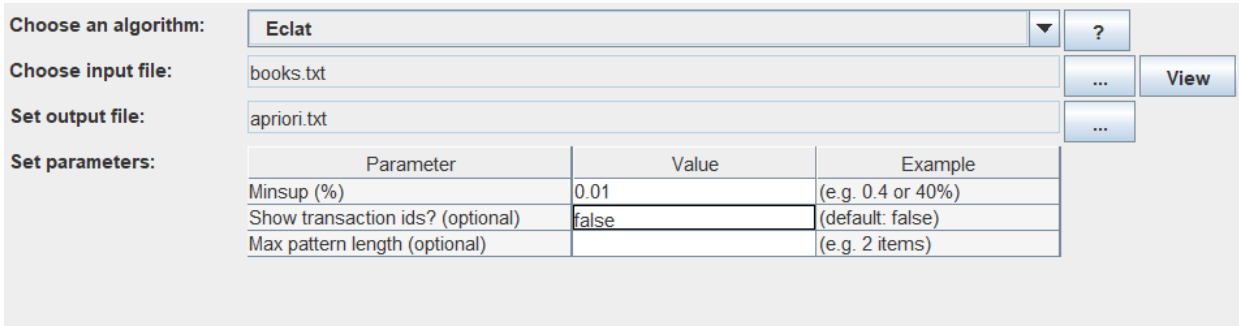 Choose an algorithm: Eclat ?
Choose input file: books.txt ... View
Set output file: apriori.txt ...
Set parameters: Parameter Value Example
Minsup (%) 0.01 (e.g. 0.4 or 40%)
Show transaction ids? (optional) false (default: false)
Max pattern length (optional) (e.g. 2 items)